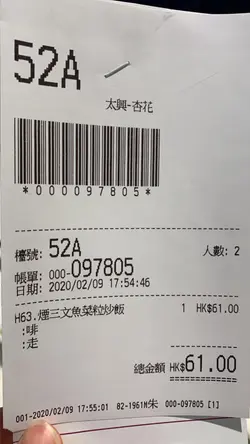 52A
太興-杏花
*000097805*
檯號: 52A 人數: 2
帳單: 000-097805
日期: 2020/02/09 17:54:46
H63.煙三文魚菜粒炒飯 1 HK$61.00
:啡
:走
總金額 HK$61.00
001-2020/02/09 17:55:01 82-1961M朱 000-097805 [1]